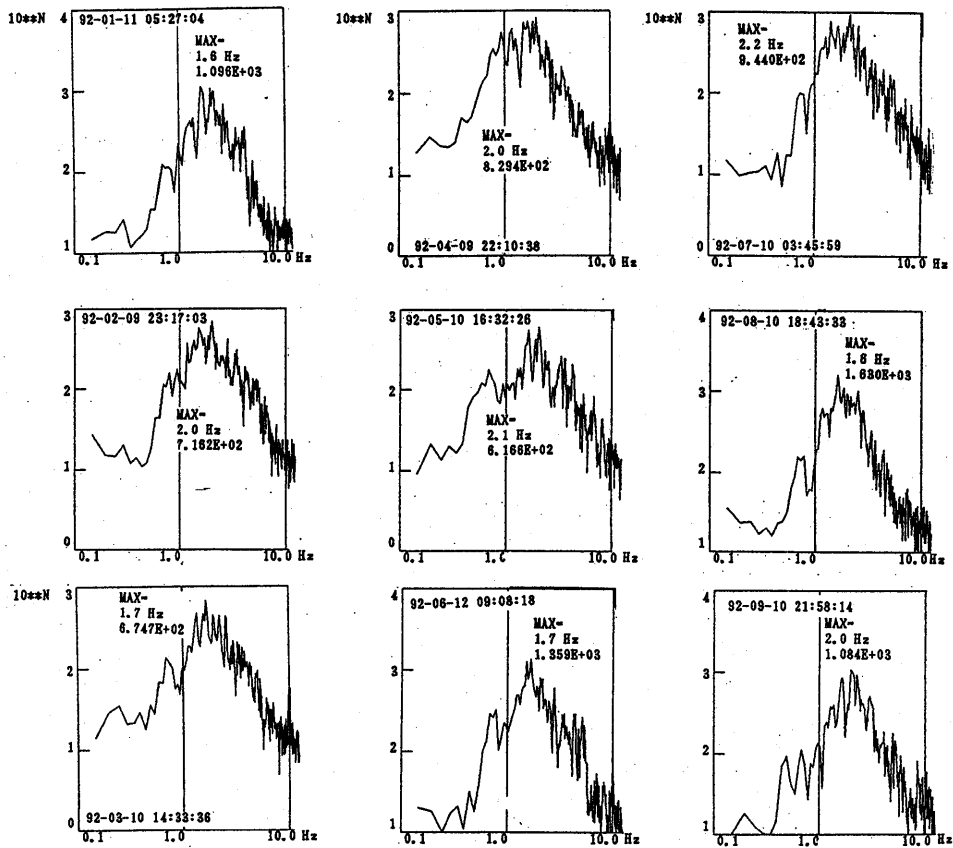 10**N
4
92-01-11 05:27:04
MAX=
1.6 Hz
1.096E+03
3
2
1
0.1
1.0
10.0 Hz
3
MAX=
2.0 Hz
8.294E+02
2
1
92-04-09 22:10:38
0
0.1
1.0
10.0 Hz
10**N
3
MAX=
2.2 Hz
9.440E+02
2
1
92-07-10 03:45:59
0
0.1
1.0
10.0 Hz
3
92-02-09 23:17:03
2
MAX=
2.0 Hz
7.162E+02
1
0
0.1
1.0
10.0 Hz
3
92-05-10 16:32:26
2
MAX=
2.1 Hz
6.166E+02
1
0
0.1
1.0
10.0 Hz
4
92-08-10 18:43:33
MAX=
1.6 Hz
1.630E+03
3
2
1
0.1
1.0
10.0 Hz
10**N
3
MAX=
1.7 Hz
6.747E+02
2
1
92-03-10 14:33:36
0
0.1
1.0
10.0 Hz
4
92-06-12 09:08:18
MAX=
1.7 Hz
1.359E+03
3
2
1
0.1
1.0
10.0 Hz
4
92-09-10 21:58:14
MAX=
2.0 Hz
1.084E+03
3
2
1
0.1
1.0
10.0 Hz